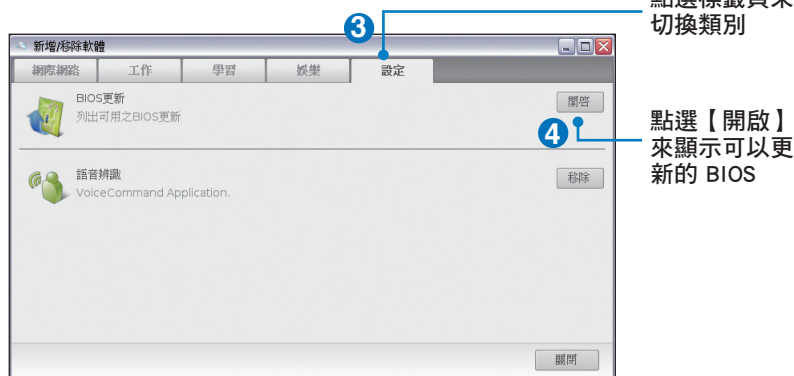 點選標籤頁來
切換類別
3
新增/移除軟體
網際網路 工作 學習 娛樂 設定
BIOS更新
列出可用之BIOS更新
開啓
4
點選【開啟】
來顯示可以更
新的 BIOS
語音辨識
VoiceCommand Application.
移除
關閉